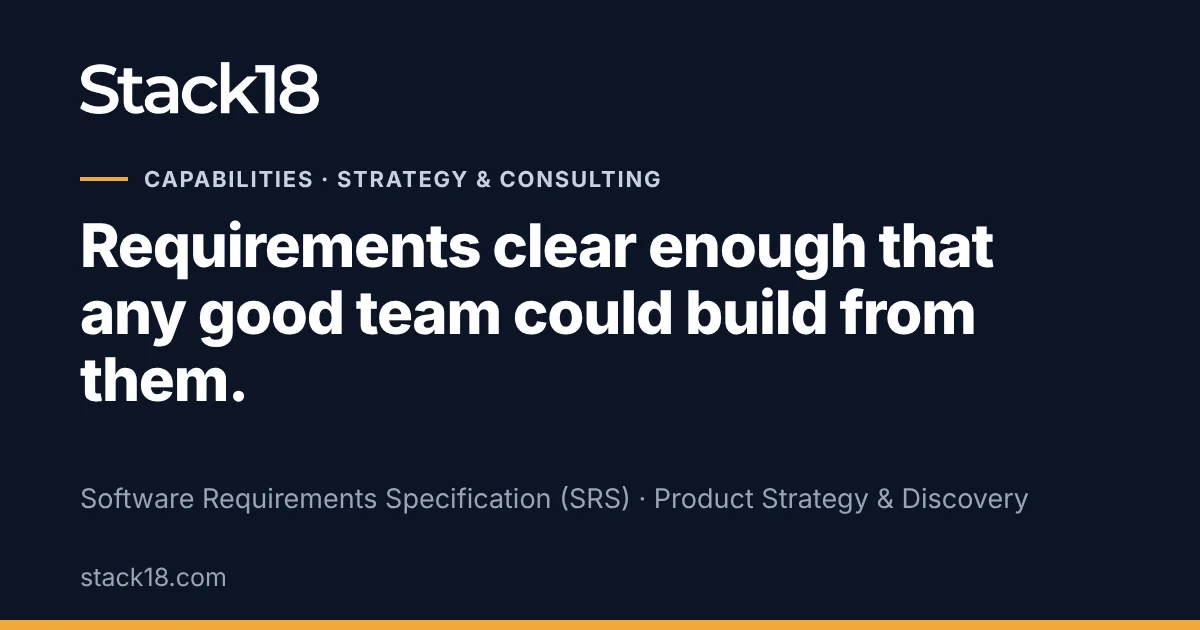 Stack18
CAPABILITIES · STRATEGY & CONSULTING
Requirements clear enough that
any good team could build from
them.
Software Requirements Specification (SRS) · Product Strategy & Discovery
stack18.com